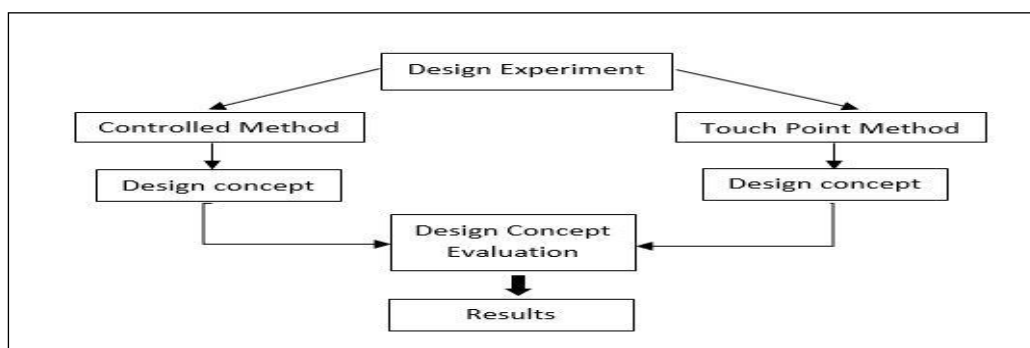 Design Experiment
Controlled Method
Touch Point Method
Design concept
Design concept
Design Concept
Evaluation
Results